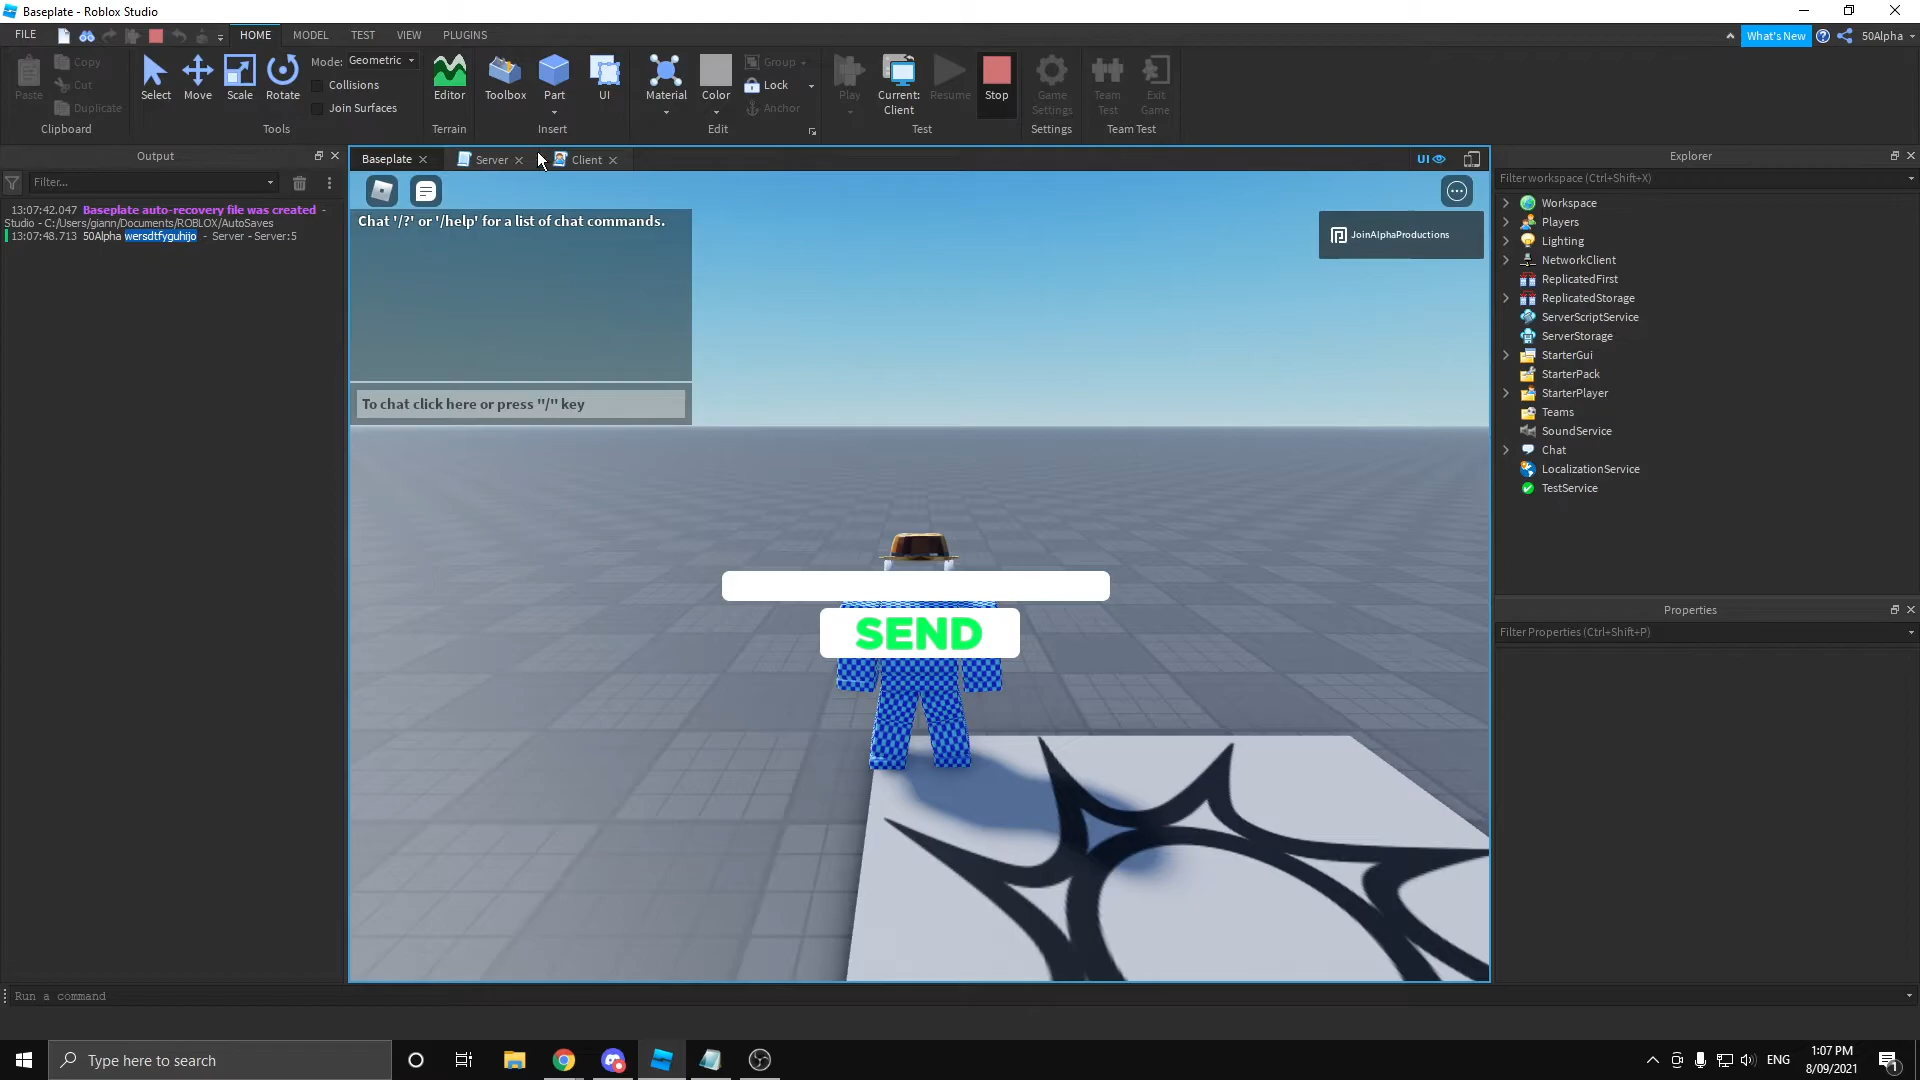 Baseplate - Roblox Studio
FILE HOME MODEL TEST VIEW PLUGINS What's New 50Alpha
Paste
Copy
Cut
Duplicate
Clipboard
Select Move Scale Rotate
Mode: Geometric
Collisions
Join Surfaces
Tools
Editor
Terrain
Toolbox Part UI
Insert
Material Color
Group
Lock
Anchor
Edit
Play
Current:
Client
Resume Stop
Test
Game
Settings
Settings
Team
Test
Exit
Game
Team Test
Output
Filter...
13:07:42.047 Baseplate auto-recovery file was created -
Studio - C:/Users/giann/Documents/ROBLOX/AutoSaves
13:07:48.713 50Alpha wersdtfyguhijo - Server - Server:5
Baseplate Server Client UI
Chat '/?' or '/help' for a list of chat commands.
To chat click here or press "/" key
JoinAlphaProductions
SEND
Explorer
Filter workspace (Ctrl+Shift+X)
Workspace
Players
Lighting
NetworkClient
ReplicatedFirst
ReplicatedStorage
ServerScriptService
ServerStorage
StarterGui
StarterPack
StarterPlayer
Teams
SoundService
Chat
LocalizationService
TestService
Properties
Filter Properties (Ctrl+Shift+P)
Run a command
Type here to search
ENG
1:07 PM
8/09/2021
1